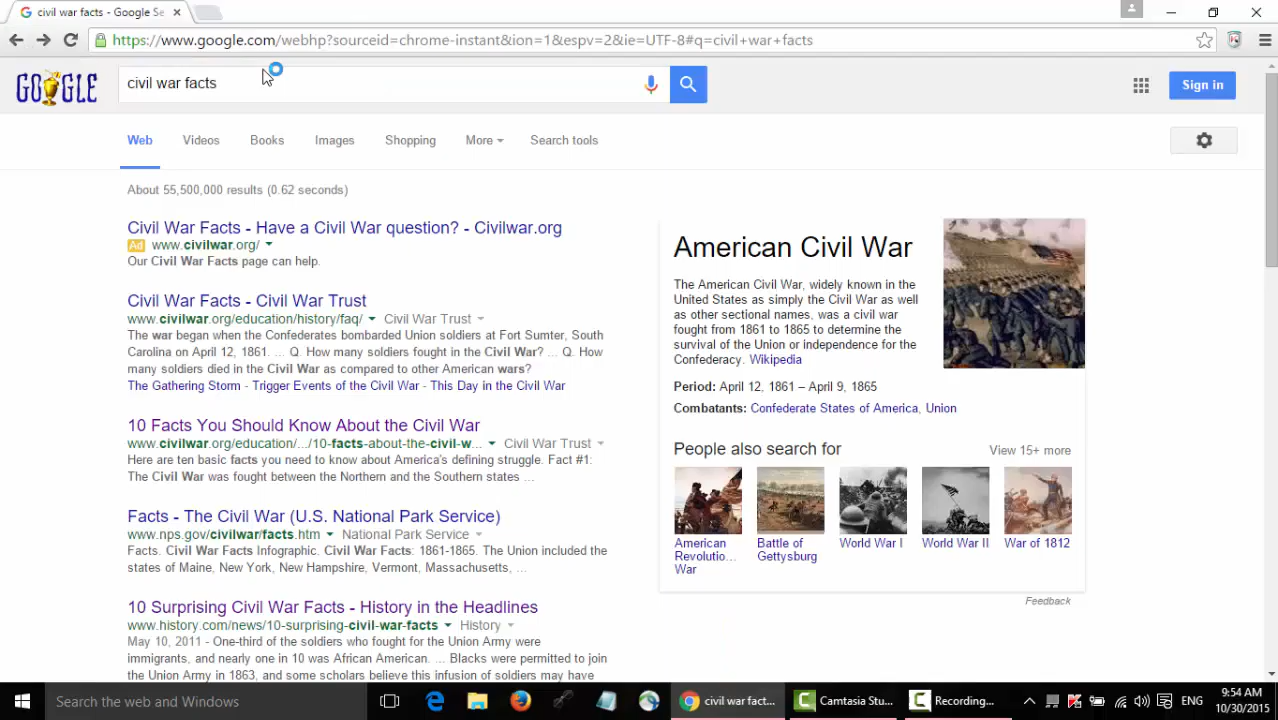 civil war facts - Google Se
https://www.google.com/webhp?sourceid=chrome-instant&ion=1&espv=2&ie=UTF-8#q=civil+war+facts
GOOGLE
civil war facts
Sign in
Web Videos Books Images Shopping More Search tools
About 55,500,000 results (0.62 seconds)
Civil War Facts - Have a Civil War question? - Civilwar.org
Ad www.civilwar.org/
Our Civil War Facts page can help.
Civil War Facts - Civil War Trust
www.civilwar.org/education/history/faq/ Civil War Trust
The war began when the Confederates bombarded Union soldiers at Fort Sumter, South
Carolina on April 12, 1861. ... Q. How many soldiers fought in the Civil War? ... Q. How
many soldiers died in the Civil War as compared to other American wars?
The Gathering Storm - Trigger Events of the Civil War - This Day in the Civil War
10 Facts You Should Know About the Civil War
www.civilwar.org/education/.../10-facts-about-the-civil-w... Civil War Trust
Here are ten basic facts you need to know about America's defining struggle. Fact #1:
The Civil War was fought between the Northern and the Southern states ...
Facts - The Civil War (U.S. National Park Service)
www.nps.gov/civilwar/facts.htm National Park Service
Facts. Civil War Facts Infographic. Civil War Facts: 1861-1865. The Union included the
states of Maine, New York, New Hampshire, Vermont, Massachusetts, ...
10 Surprising Civil War Facts - History in the Headlines
www.history.com/news/10-surprising-civil-war-facts History
May 10, 2011 - One-third of the soldiers who fought for the Union Army were
immigrants, and nearly one in 10 was African American. ... Blacks were permitted to join
the Union Army in 1863, and some scholars believe this infusion of soldiers may have
American Civil War
The American Civil War, widely known in the
United States as simply the Civil War as well
as other sectional names, was a civil war
fought from 1861 to 1865 to determine the
survival of the Union or independence for the
Confederacy. Wikipedia
Period: April 12, 1861 – April 9, 1865
Combatants: Confederate States of America, Union
People also search for View 15+ more
American
Revolutio...
War
Battle of
Gettysburg
World War I
World War II
War of 1812
Feedback
Search the web and Windows
civil war fact...
Camtasia Stu...
Recording...
ENG
9:54 AM
10/30/2015